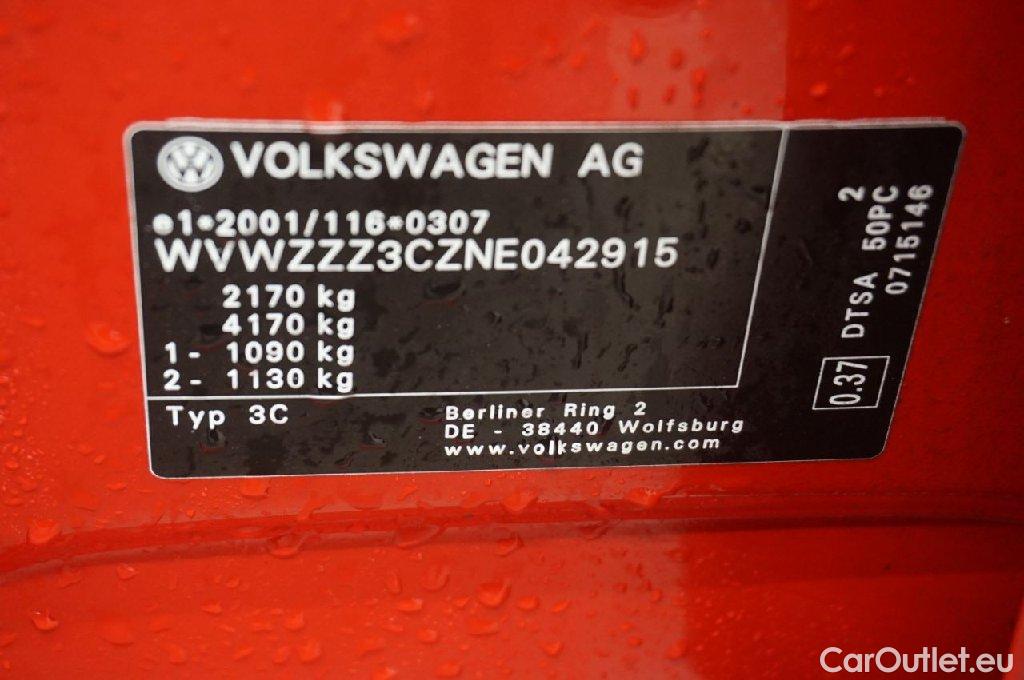 VOLKSWAGEN AG
e1*2001/116*0307
WVWZZZ3CZNE042915
2170 kg
4170 kg
1 - 1090 kg
2 - 1130 kg
Typ 3C
Berliner Ring 2
DE - 38440 Wolfsburg
www.volkswagen.com
2
DTSA 50PC
0715146
0.37
CarOutlet.eu